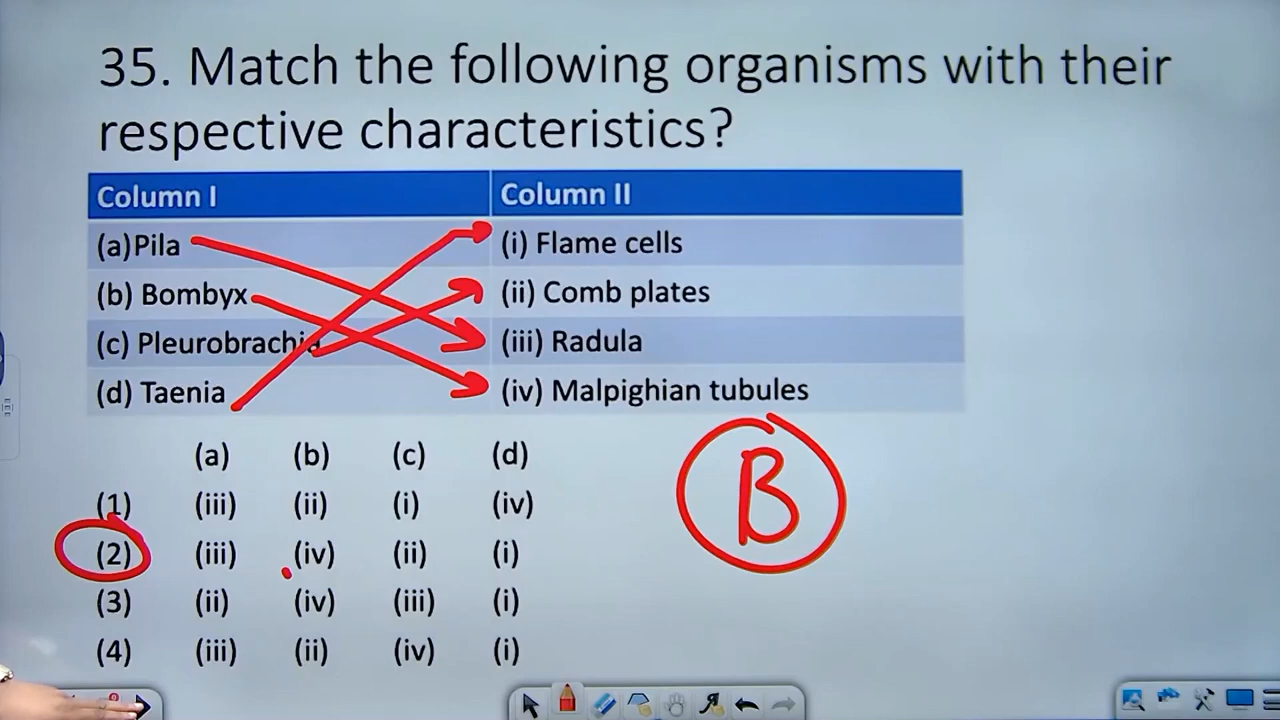 35. Match the following organisms with their
respective characteristics?
Column I Column II
(a)Pila (i) Flame cells
(b) Bombyx (ii) Comb plates
(c) Pleurobrachia (iii) Radula
(d) Taenia (iv) Malpighian tubules
(a) (b) (c) (d)
(1) (iii) (ii) (i) (iv)
(2) (iii) (iv) (ii) (i)
(3) (ii) (iv) (iii) (i)
(4) (iii) (ii) (iv) (i)
B